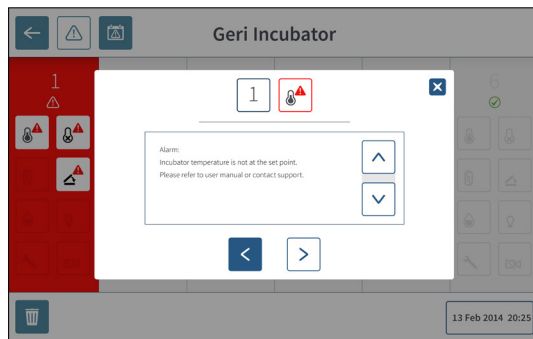 Geri Incubator
1
6
1
Alarm:
Incubator temperature is not at the set point.
Please refer to user manual or contact support.
13 Feb 2014 20:25